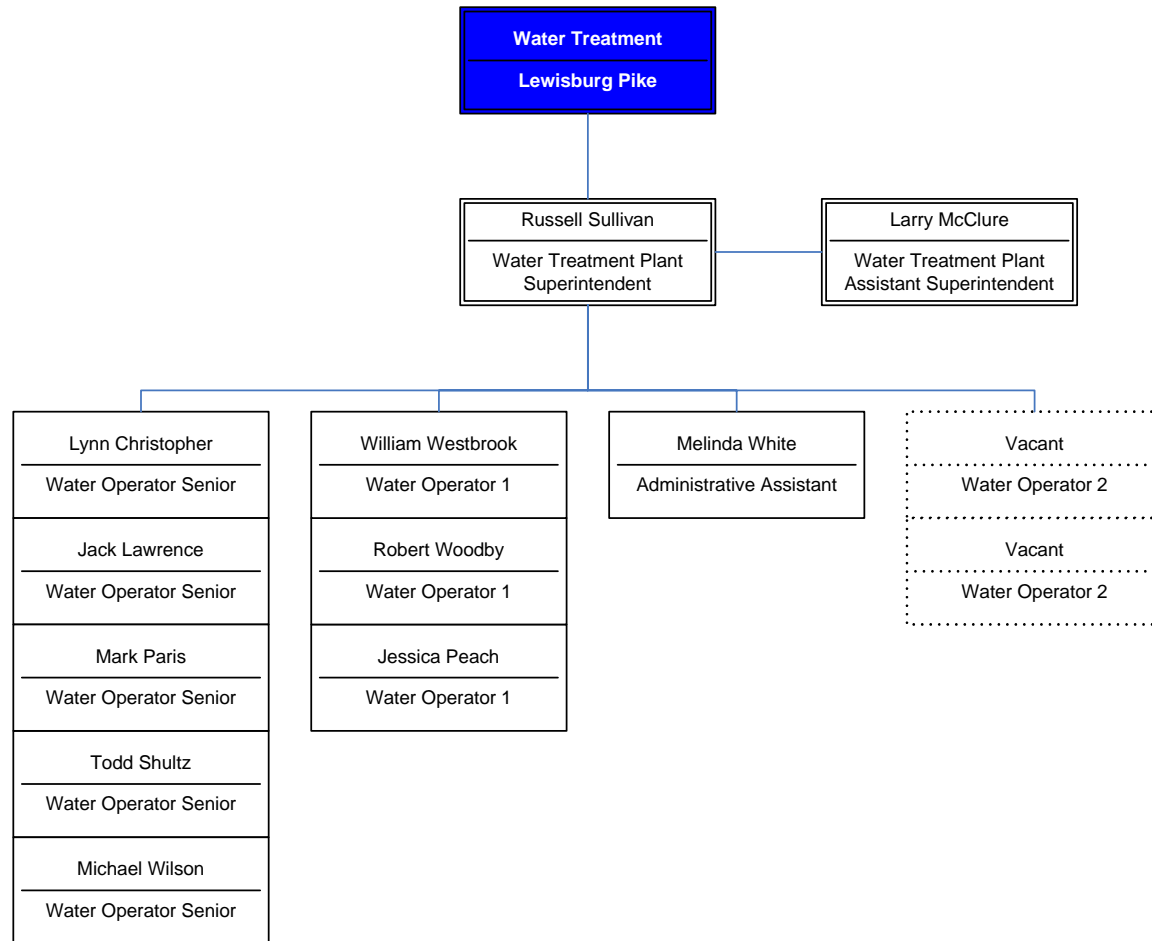 Water Treatment
Lewisburg Pike
Russell Sullivan
Water Treatment Plant
Superintendent
Larry McClure
Water Treatment Plant
Assistant Superintendent
Lynn Christopher
Water Operator Senior
Jack Lawrence
Water Operator Senior
Mark Paris
Water Operator Senior
Todd Shultz
Water Operator Senior
Michael Wilson
Water Operator Senior
William Westbrook
Water Operator 1
Robert Woodby
Water Operator 1
Jessica Peach
Water Operator 1
Melinda White
Administrative Assistant
Vacant
Water Operator 2
Vacant
Water Operator 2